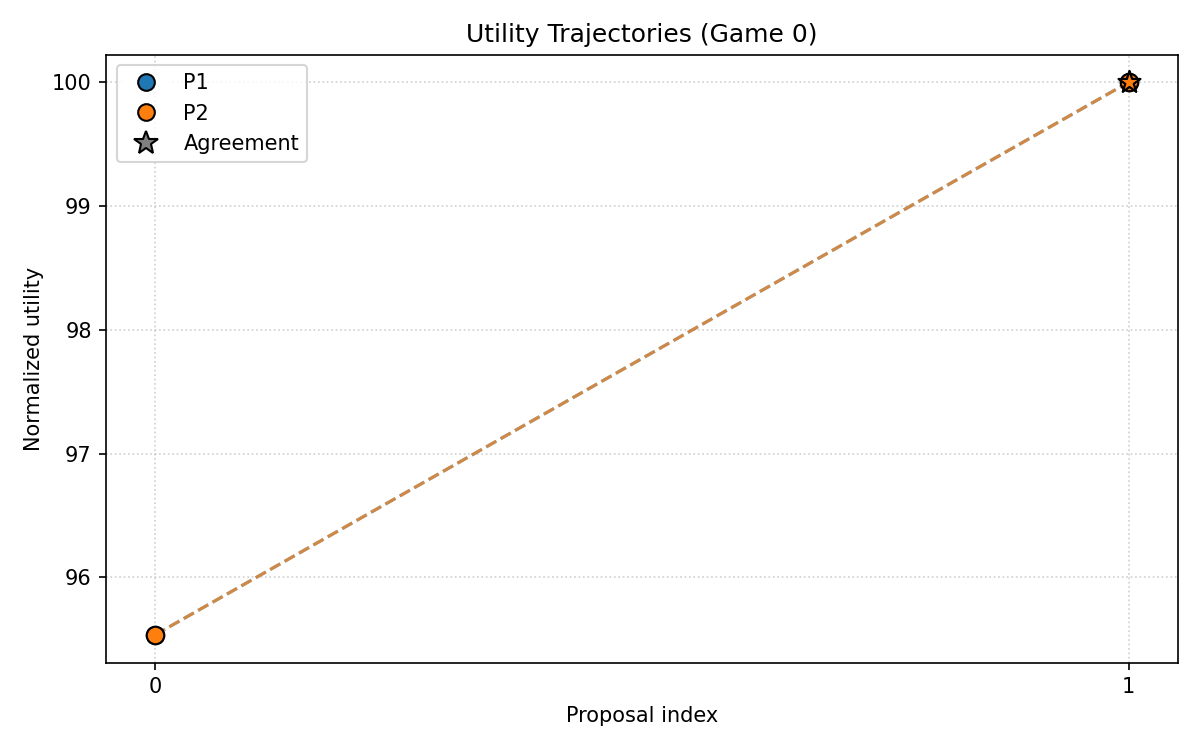 Utility Trajectories (Game 0)
P1
P2
Agreement
100
99
98
97
96
Normalized utility
0
1
Proposal index